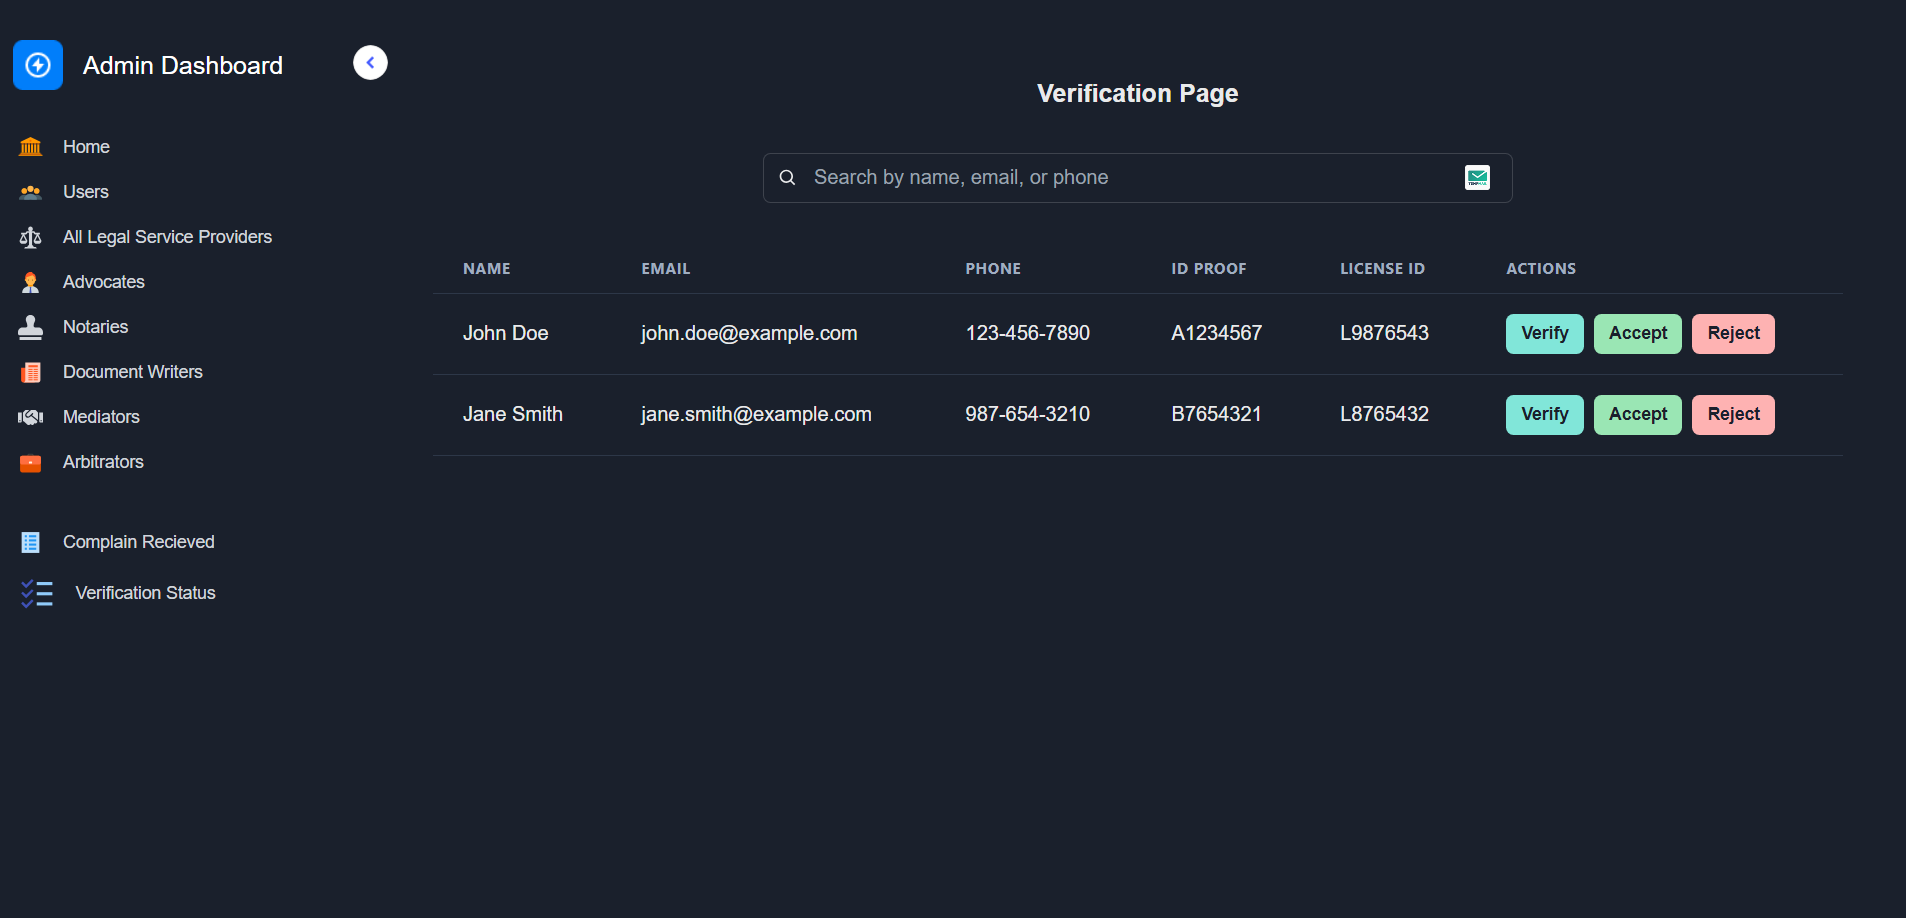 Admin Dashboard
Home
Users
All Legal Service Providers
Advocates
Notaries
Document Writers
Mediators
Arbitrators
Complain Recieved
Verification Status
Verification Page
Search by name, email, or phone
NAME EMAIL PHONE ID PROOF LICENSE ID ACTIONS
John Doe john.doe@example.com 123-456-7890 A1234567 L9876543 Verify Accept Reject
Jane Smith jane.smith@example.com 987-654-3210 B7654321 L8765432 Verify Accept Reject